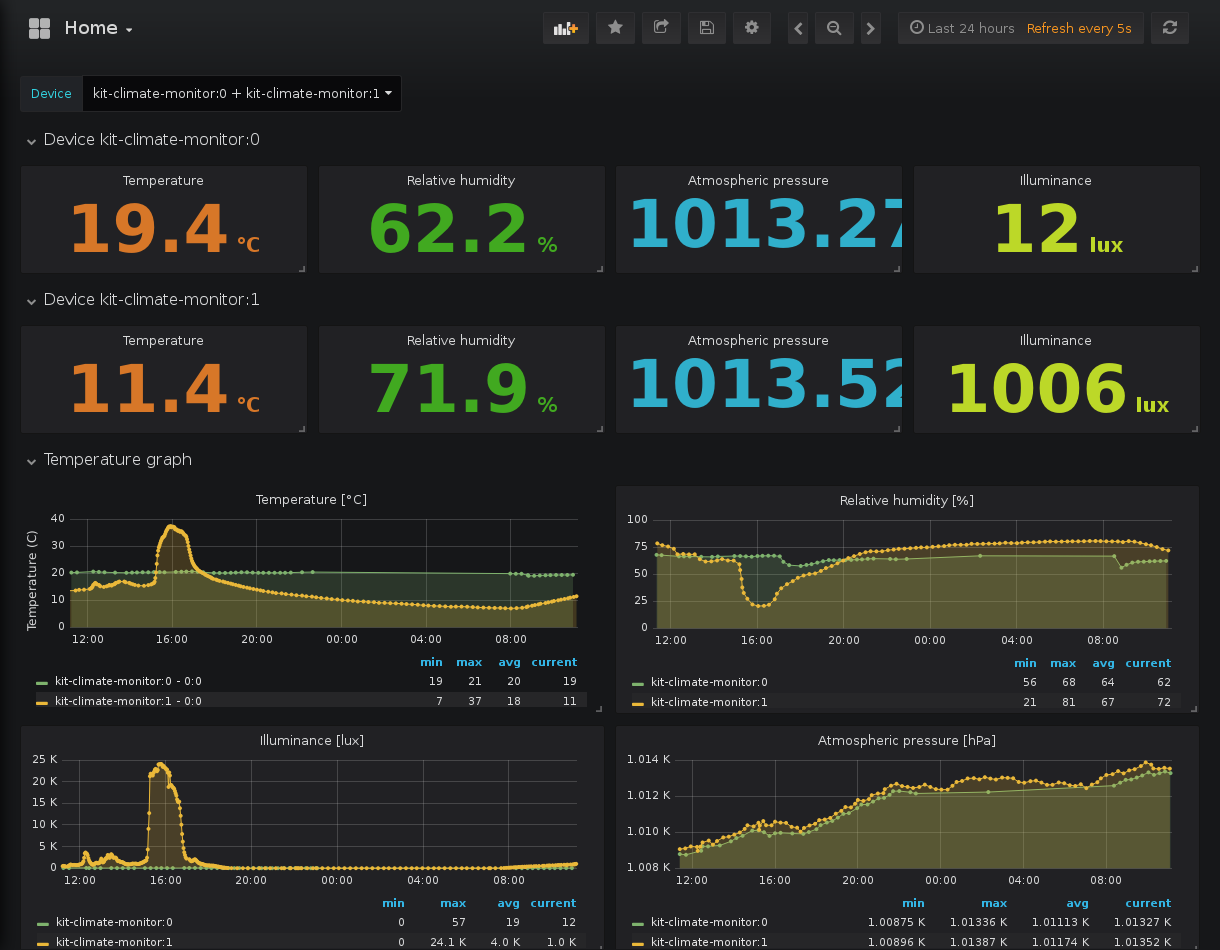 Home
Last 24 hours Refresh every 5s
Device kit-climate-monitor:0 + kit-climate-monitor:1
Device kit-climate-monitor:0
Temperature Relative humidity Atmospheric pressure Illuminance
19.4 °C 62.2 % 1013.27 12 lux
Device kit-climate-monitor:1
Temperature Relative humidity Atmospheric pressure Illuminance
11.4 °C 71.9 % 1013.52 1006 lux
Temperature graph
Temperature [°C]
Temperature (C)
40
30
20
10
0
12:00 16:00 20:00 00:00 04:00 08:00
min max avg current
kit-climate-monitor:0 - 0:0 19 21 20 19
kit-climate-monitor:1 - 0:0 7 37 18 11
Relative humidity [%]
100
75
50
25
0
12:00 16:00 20:00 00:00 04:00 08:00
min max avg current
kit-climate-monitor:0 56 68 64 62
kit-climate-monitor:1 21 81 67 72
Illuminance [lux]
25 K
20 K
15 K
10 K
5 K
0
12:00 16:00 20:00 00:00 04:00 08:00
min max avg current
kit-climate-monitor:0 0 57 19 12
kit-climate-monitor:1 0 24.1 K 4.0 K 1.0 K
Atmospheric pressure [hPa]
1.014 K
1.012 K
1.010 K
1.008 K
12:00 16:00 20:00 00:00 04:00 08:00
min max avg current
kit-climate-monitor:0 1.00875 K 1.01336 K 1.01113 K 1.01327 K
kit-climate-monitor:1 1.00896 K 1.01387 K 1.01174 K 1.01352 K